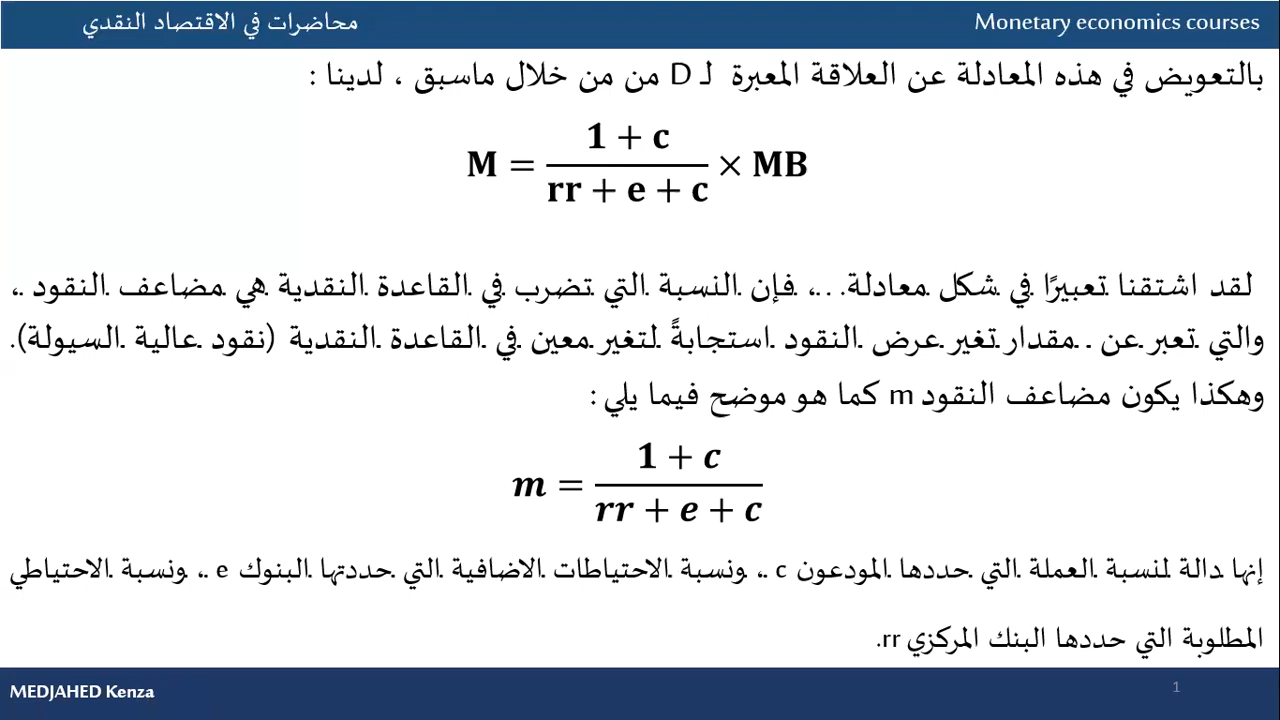 محاضرات في الاقتصاد النقدي
Monetary economics courses
بالتعويض في هذه المعادلة عن العلاقة المعبرة لـ D من من خلال ماسبق ، لدينا :
M = (1 + c) / (rr + e + c) × MB
لقد اشتقنا تعبيرًا في شكل معادلة...، فإن النسبة التي تضرب في القاعدة النقدية هي مضاعف النقود .،
والتي تعبر عن . مقدار تغير عرض النقود استجابةً لتغير معين في القاعدة النقدية (نقود عالية السيولة).
وهكذا يكون مضاعف النقود m كما هو موضح فيما يلي :
m = (1 + c) / (rr + e + c)
إنها دالة لنسبة العملة التي حددها المودعون c .، ونسبة الاحتياطات الاضافية التي حددتها البنوك e .، ونسبة الاحتياطي
المطلوبة التي حددها البنك المركزي rr.
MEDJAHED Kenza
1